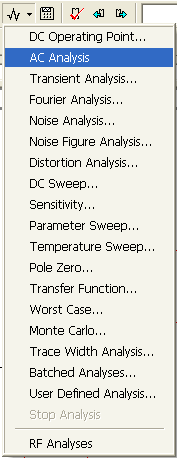 DC Operating Point...
AC Analysis
Transient Analysis...
Fourier Analysis...
Noise Analysis...
Noise Figure Analysis...
Distortion Analysis...
DC Sweep...
Sensitivity...
Parameter Sweep...
Temperature Sweep...
Pole Zero...
Transfer Function...
Worst Case...
Monte Carlo...
Trace Width Analysis...
Batched Analyses...
User Defined Analysis...
Stop Analysis
RF Analyses